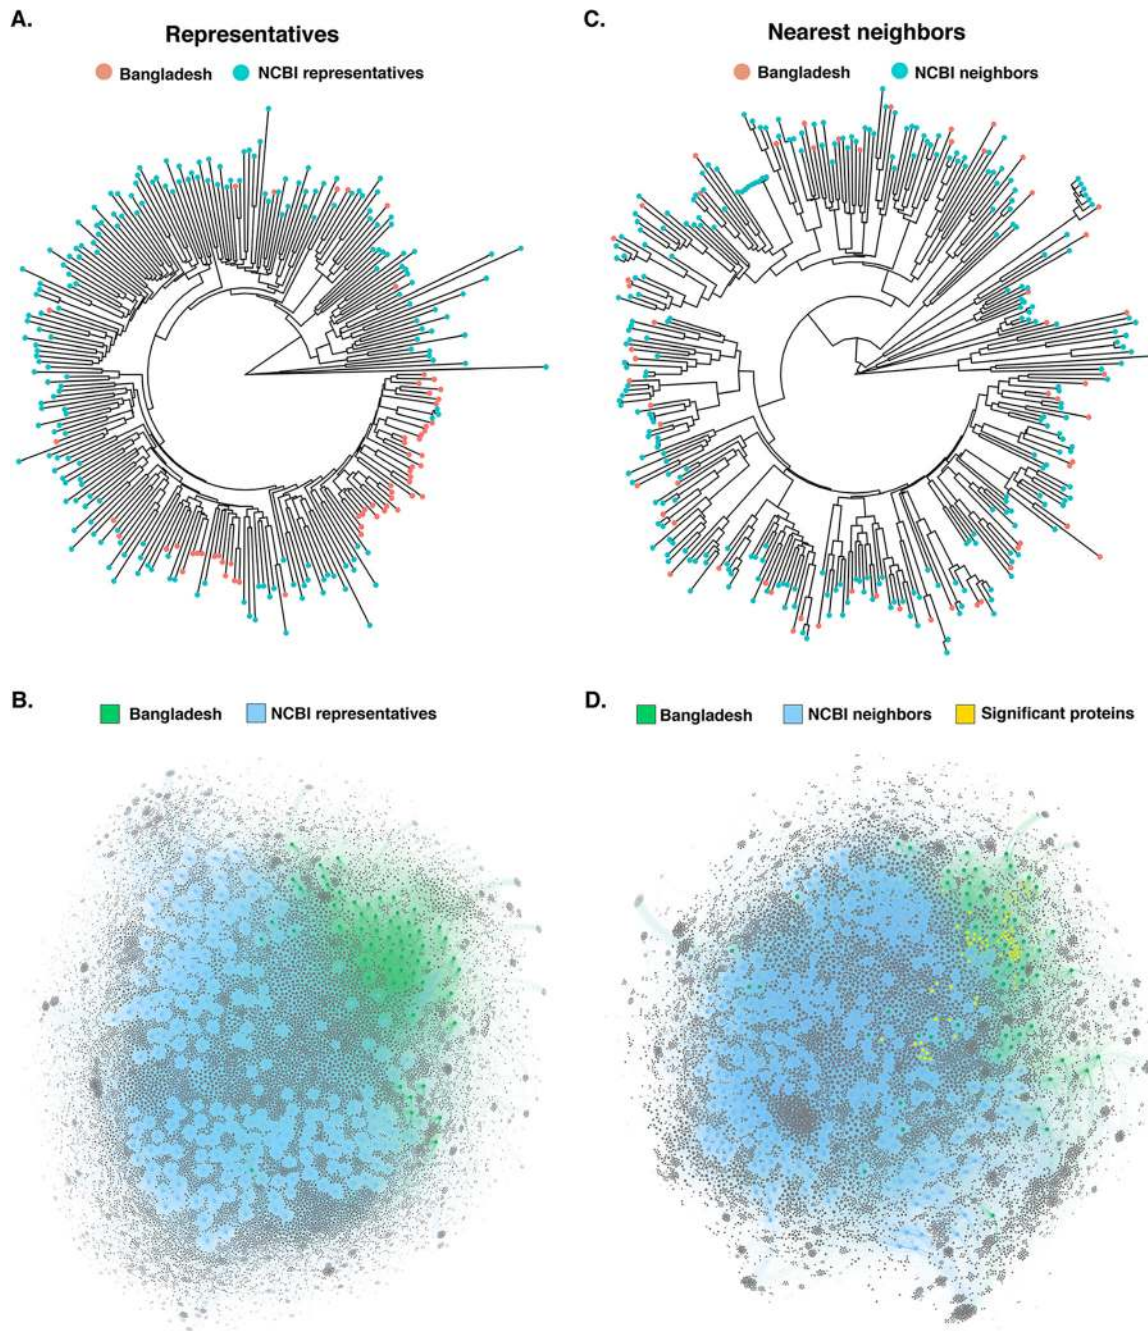 A.
Representatives
Bangladesh NCBI representatives
C.
Nearest neighbors
Bangladesh NCBI neighbors
B.
Bangladesh NCBI representatives
D.
Bangladesh NCBI neighbors Significant proteins